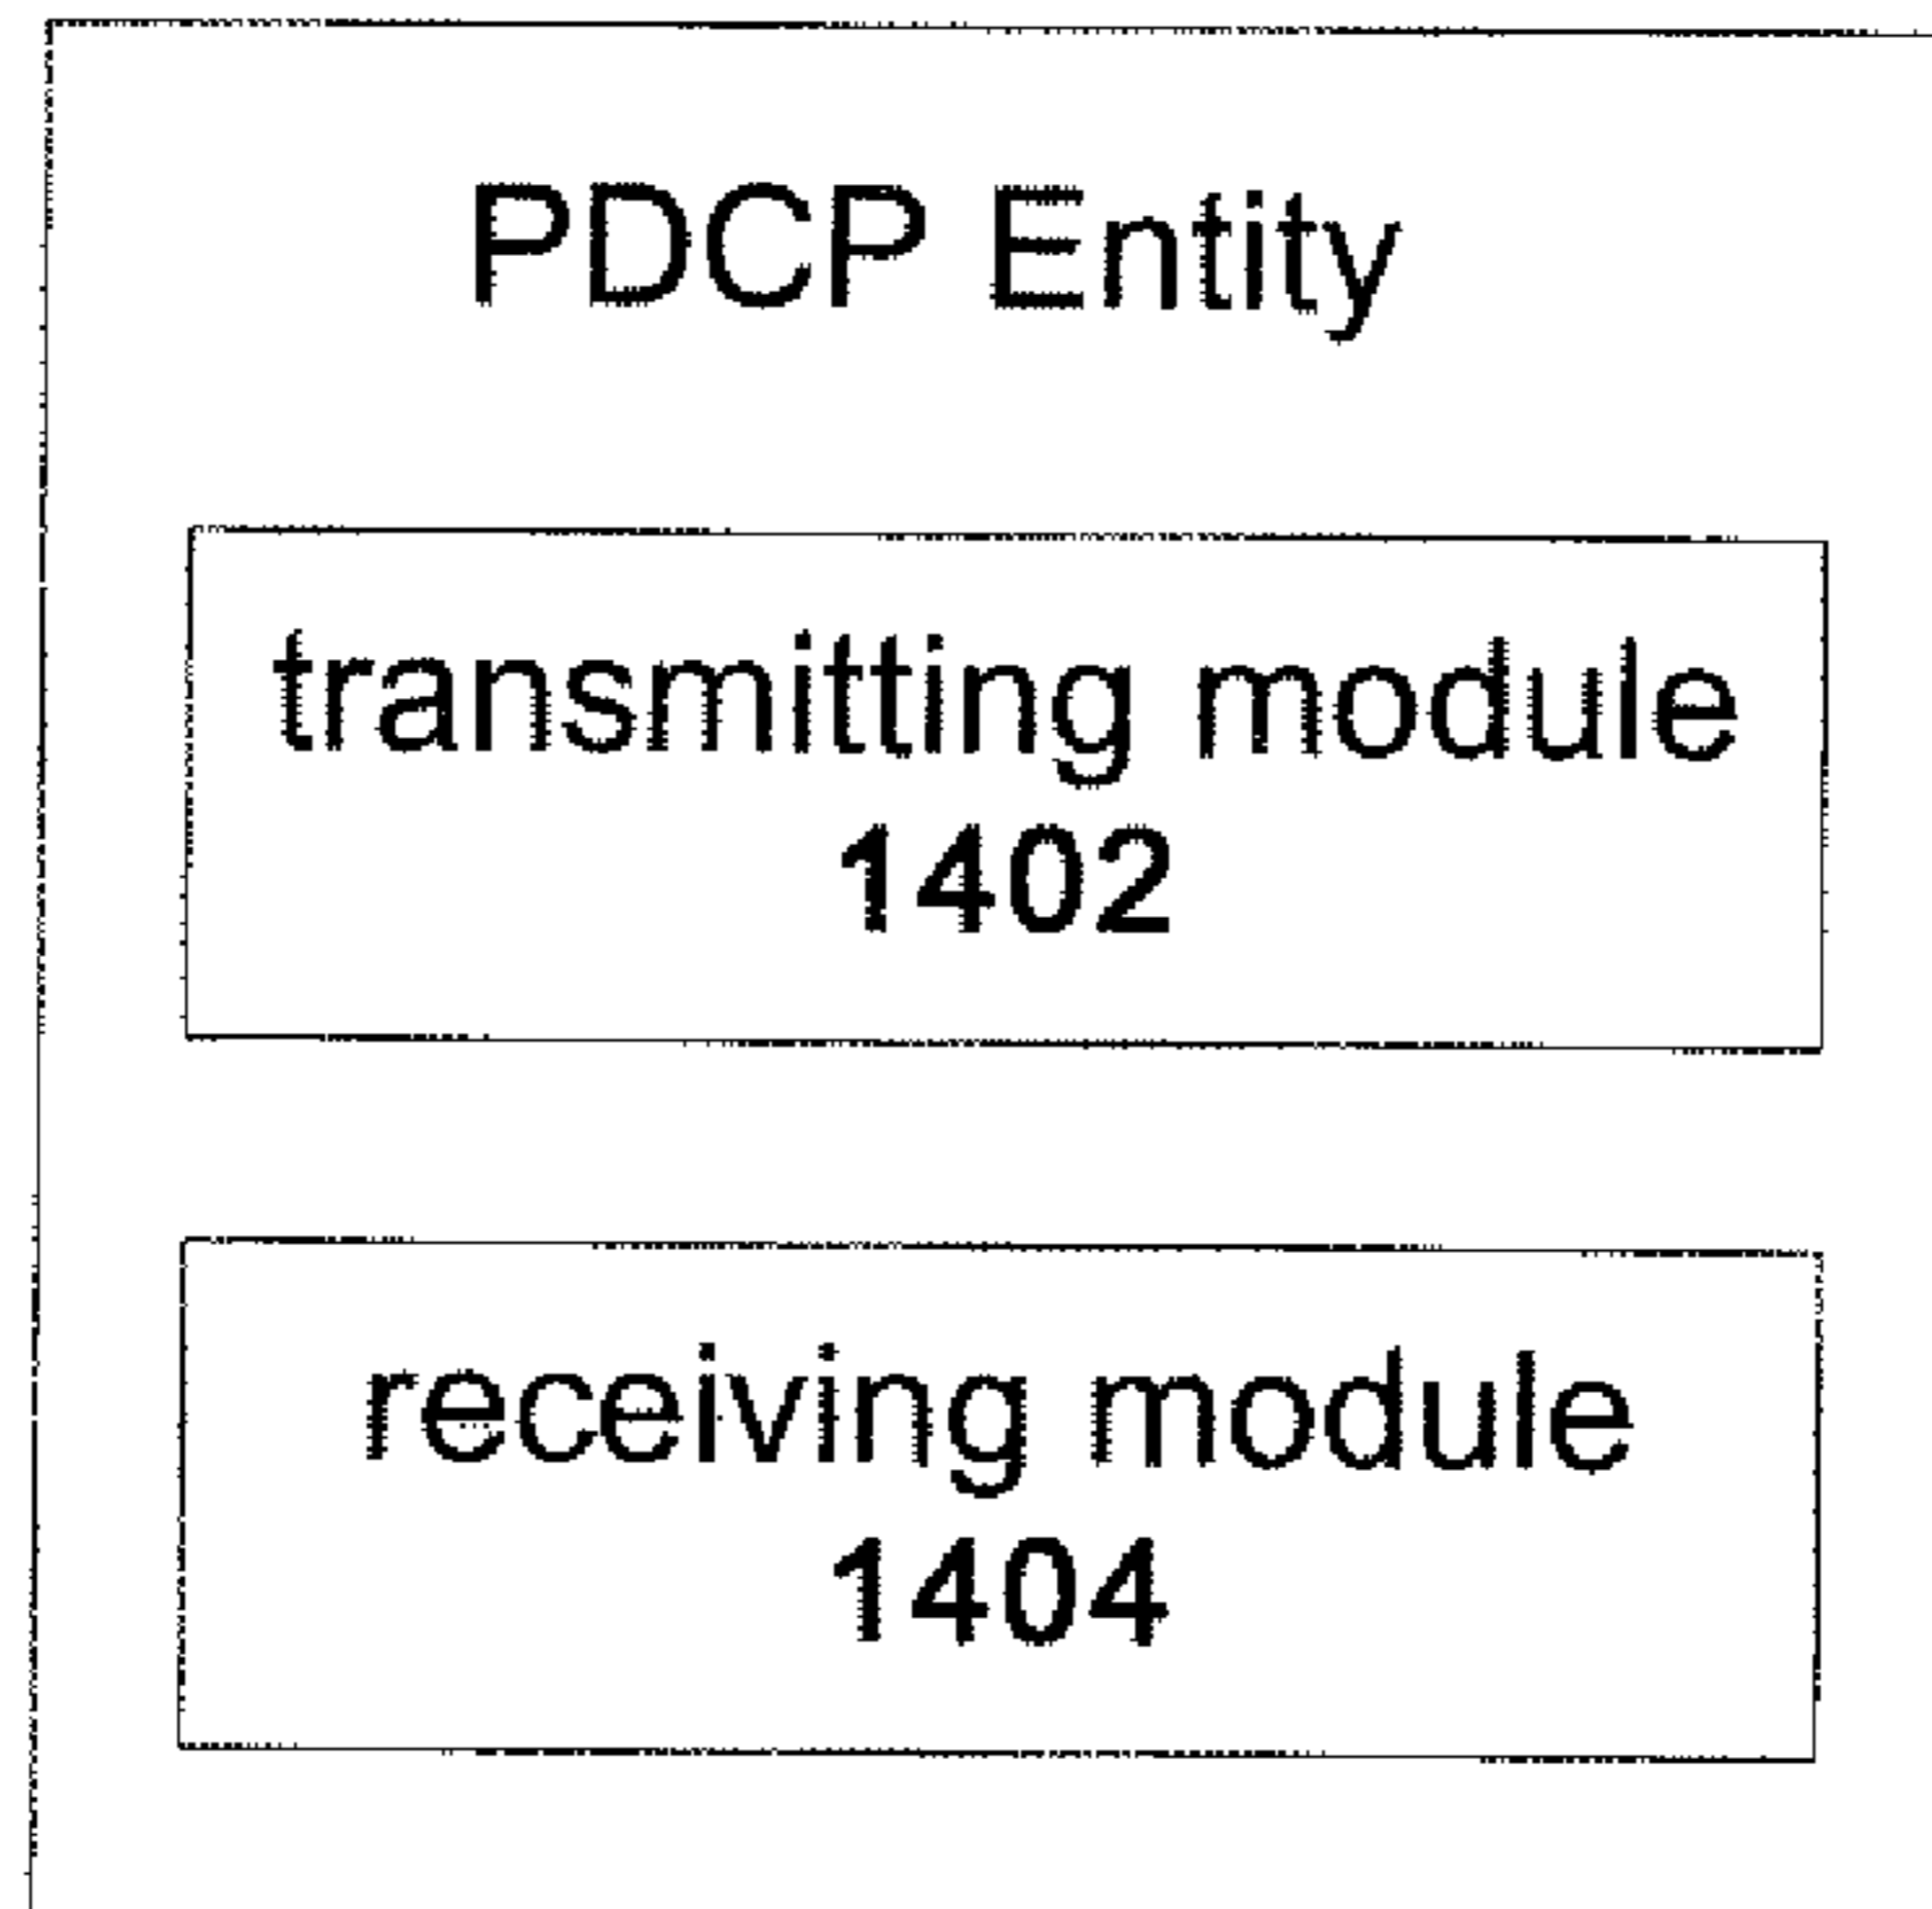 PDCP Entity
transmitting module
1402
receiving module
1404